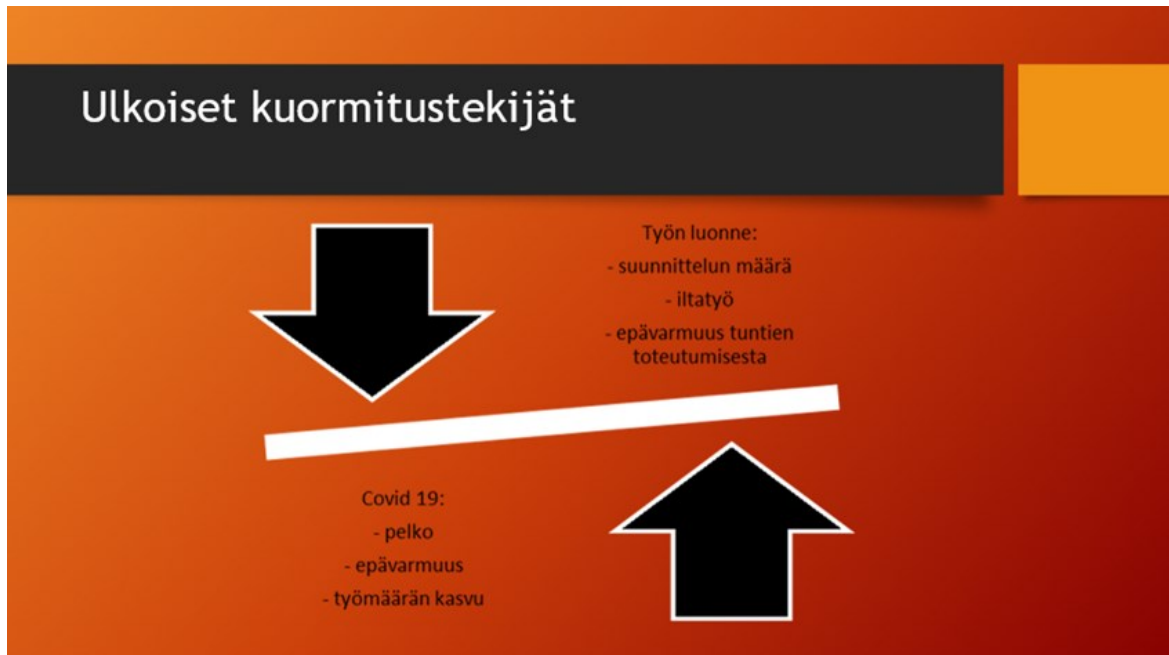 Ulkoiset kuormitustekijät
Työn luonne:
- suunnittelun määrä
- iltatyö
- epävarmuus tuntien
toteutumisesta
Covid 19:
- pelko
- epävarmuus
- työmäärän kasvu